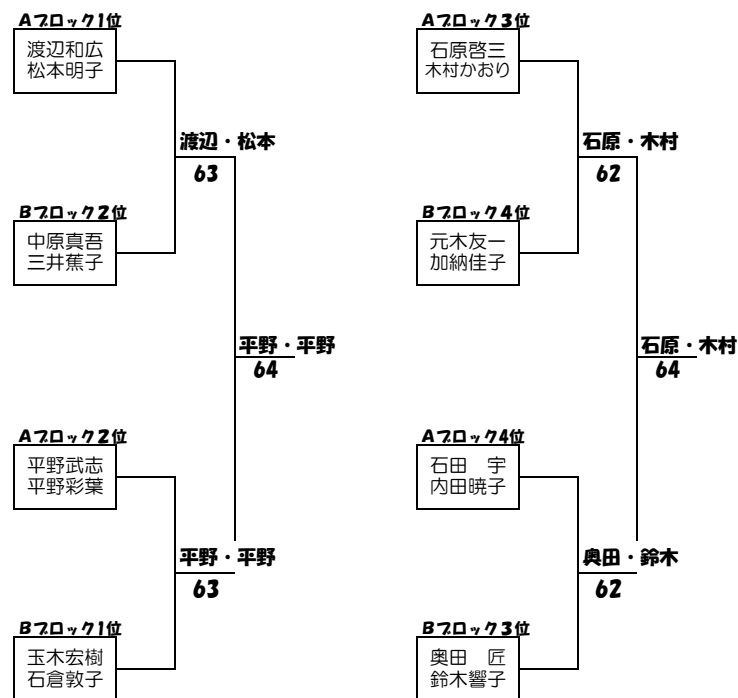 Aブロック1位
渡辺和広
松本明子
渡辺・松本
63
Bブロック2位
中原真吾
三井蕉子
平野・平野
64
Aブロック2位
平野武志
平野彩葉
平野・平野
63
Bブロック1位
玉木宏樹
石倉敦子
Aブロック3位
石原啓三
木村かおり
石原・木村
62
Bブロック4位
元木友一
加納佳子
石原・木村
64
Aブロック4位
石田　宇
内田暁子
奥田・鈴木
62
Bブロック3位
奥田　匠
鈴木響子